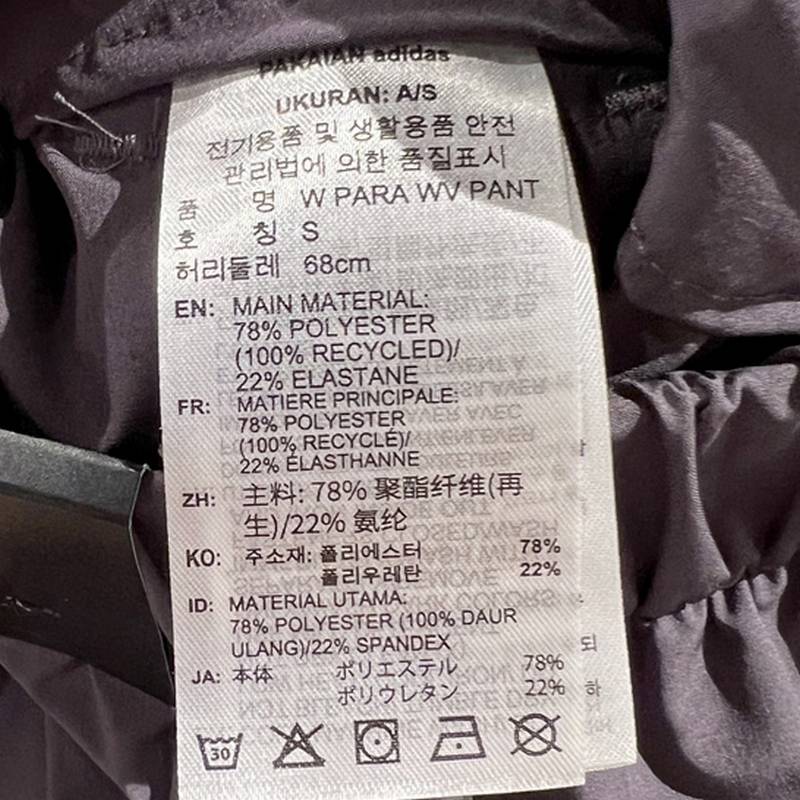 PAKAIAN adidas
UKURAN: A/S
전기용품 및 생활용품 안전
관리법에 의한 품질표시
품 명 W PARA WV PANT
호 칭 S
허리둘레 68cm
EN: MAIN MATERIAL:
78% POLYESTER
(100% RECYCLED)/
22% ELASTANE
FR: MATIERE PRINCIPALE:
78% POLYESTER
(100% RECYCLÉ)/
22% ÉLASTHANNE
ZH: 主料: 78% 聚酯纤维(再
生)/22% 氨纶
KO: 주소재: 폴리에스터 78%
폴리우레탄 22%
ID: MATERIAL UTAMA:
78% POLYESTER (100% DAUR
ULANG)/22% SPANDEX
JA: 本体 ポリエステル 78%
ポリウレタン 22%
30